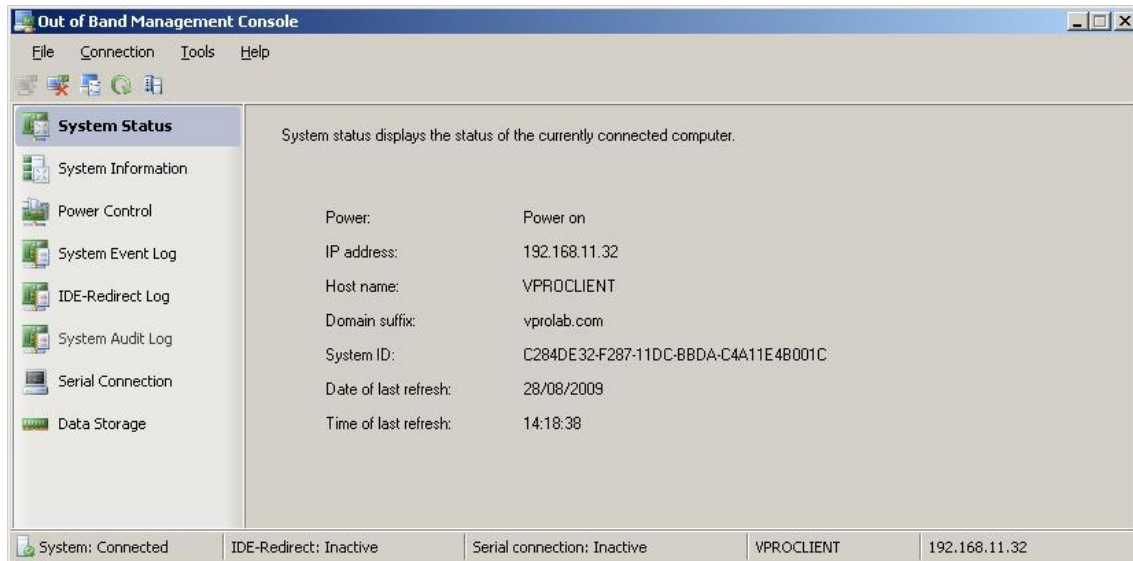 Out of Band Management Console
File Connection Tools Help
System Status
System Information
Power Control
System Event Log
IDE-Redirect Log
System Audit Log
Serial Connection
Data Storage
System status displays the status of the currently connected computer.
Power: Power on
IP address: 192.168.11.32
Host name: VPROCLIENT
Domain suffix: vprolab.com
System ID: C284DE32-F287-11DC-BBDA-C4A11E4B001C
Date of last refresh: 28/08/2009
Time of last refresh: 14:18:38
System: Connected IDE-Redirect: Inactive Serial connection: Inactive VPROCLIENT 192.168.11.32